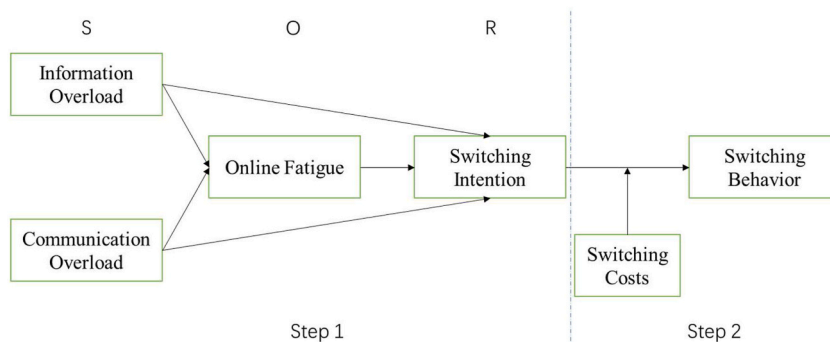 S
O
R
Information
Overload
Online Fatigue
Switching
Intention
Switching
Behavior
Communication
Overload
Switching
Costs
Step 1
Step 2